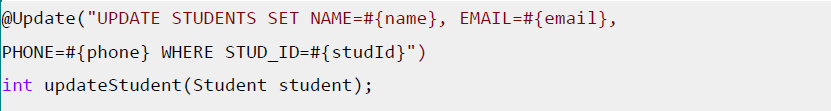 @Update("UPDATE STUDENTS SET NAME=#{name}, EMAIL=#{email},
PHONE=#{phone} WHERE STUD_ID=#{studId}")
int updateStudent(Student student);